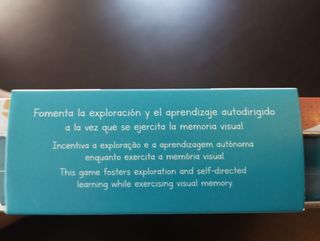 Fomenta la exploración y el aprendizaje autodirigido
a la vez que se ejercita la memoria visual.
Incentiva a exploração e a aprendizagem autônoma
enquanto exercita a memória visual.
This game fosters exploration and self-directed
learning while exercising visual memory.